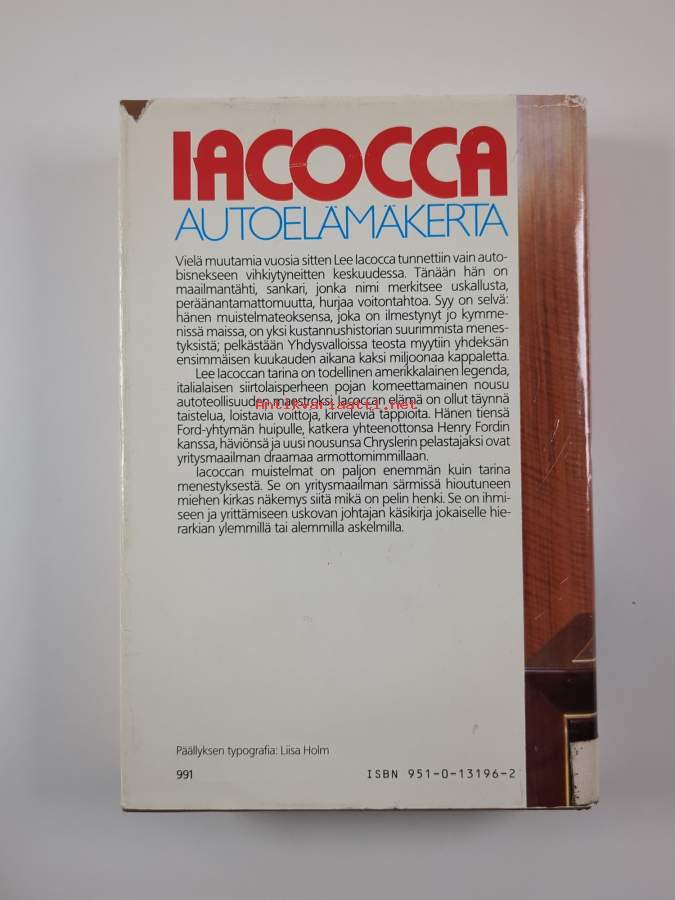 IACOCCA
AUTOELÄMÄKERTA
Vielä muutamia vuosia sitten Lee Iacocca tunnettiin vain auto-
bisnekseen vihkiytyneitten keskuudessa. Tänään hän on
maailmantähti, sankari, jonka nimi merkitsee uskallusta,
peräänantamattomuutta, hurjaa voitontahtoa. Syy on selvä:
hänen muistelmateoksensa, joka on ilmestynyt jo kymme-
nissä maissa, on yksi kustannushistorian suurimmista menes-
tyksistä; pelkästään Yhdysvalloissa teosta myytiin yhdeksän
ensimmäisen kuukauden aikana kaksi miljoonaa kappaletta.
Lee Iacoccan tarina on todellinen amerikkalainen legenda,
italialaisen siirtolaisperheen pojan komeettamainen nousu
autoteollisuuden maestroksi. Iacoccan elämä on ollut täynnä
Antikvariaatti.net
taistelua, loistavia voittoja, kirveleviä tappioita. Hänen tiensä
Ford-yhtymän huipulle, katkera yhteenottonsa Henry Fordin
kanssa, häviönsä ja uusi nousunsa Chryslerin pelastajaksi ovat
yritysmaailman draamaa armottomimmillaan.
Iacoccan muistelmat on paljon enemmän kuin tarina
menestyksestä. Se on yritysmaailman särmissä hioutuneen
miehen kirkas näkemys siitä mikä on pelin henki. Se on ihmi-
seen ja yrittämiseen uskovan johtajan käsikirja jokaiselle hie-
rarkian ylemmillä tai alemmilla askelmilla.
Päällyksen typografia: Liisa Holm
991
ISBN 951-0-13196-2